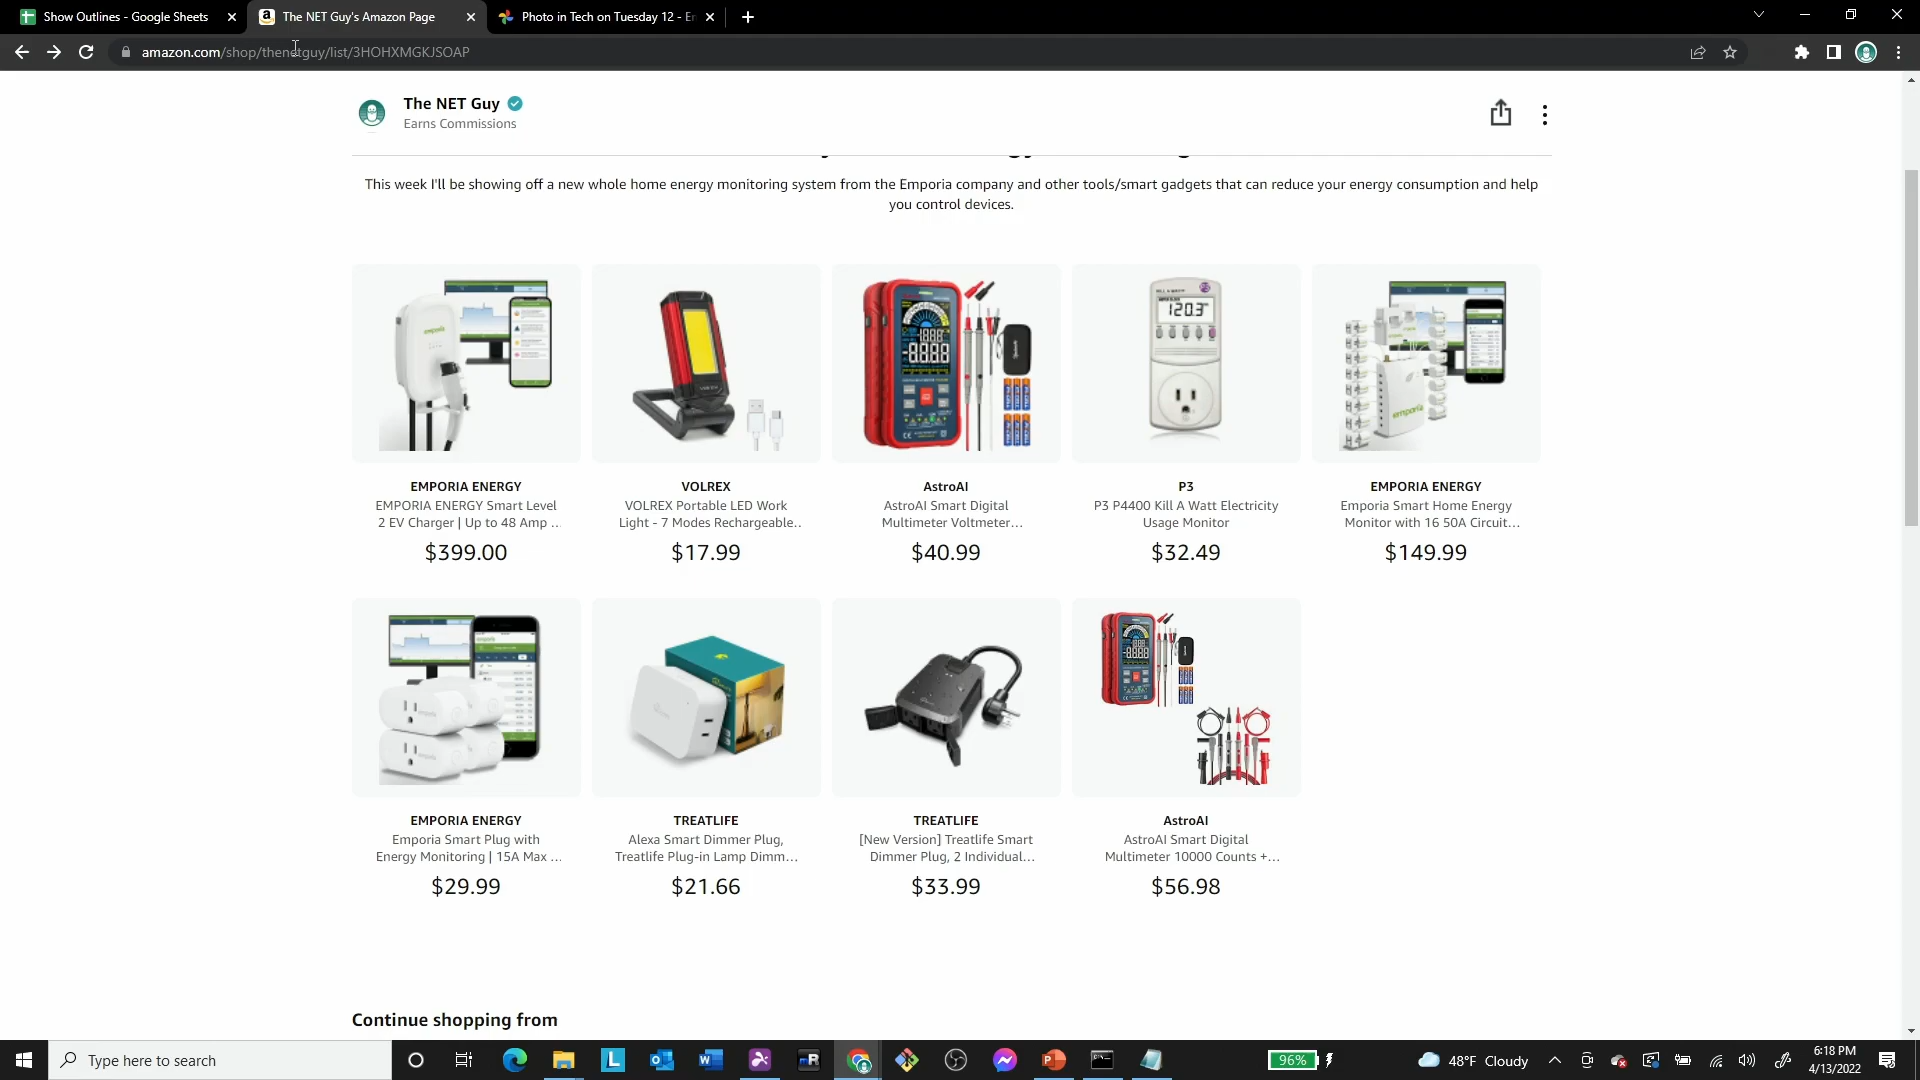 Show Outlines - Google Sheets
The NET Guy's Amazon Page
Photo in Tech on Tuesday 12 - En
amazon.com/shop/thenetguy/list/3HOHXMGKJSOAP
The NET Guy
Earns Commissions
This week I'll be showing off a new whole home energy monitoring system from the Emporia company and other tools/smart gadgets that can reduce your energy consumption and help
you control devices.
EMPORIA ENERGY
EMPORIA ENERGY Smart Level
2 EV Charger | Up to 48 Amp ...
$399.00
VOLREX
VOLREX Portable LED Work
Light - 7 Modes Rechargeable..
$17.99
AstroAI
AstroAI Smart Digital
Multimeter Voltmeter...
$40.99
P3
P3 P4400 Kill A Watt Electricity
Usage Monitor
$32.49
EMPORIA ENERGY
Emporia Smart Home Energy
Monitor with 16 50A Circuit...
$149.99
EMPORIA ENERGY
Emporia Smart Plug with
Energy Monitoring | 15A Max ...
$29.99
TREATLIFE
Alexa Smart Dimmer Plug,
Treatlife Plug-in Lamp Dimm...
$21.66
TREATLIFE
[New Version] Treatlife Smart
Dimmer Plug, 2 Individual...
$33.99
AstroAI
AstroAI Smart Digital
Multimeter 10000 Counts +...
$56.98
Continue shopping from
Type here to search
96%
48°F Cloudy
6:18 PM
4/13/2022